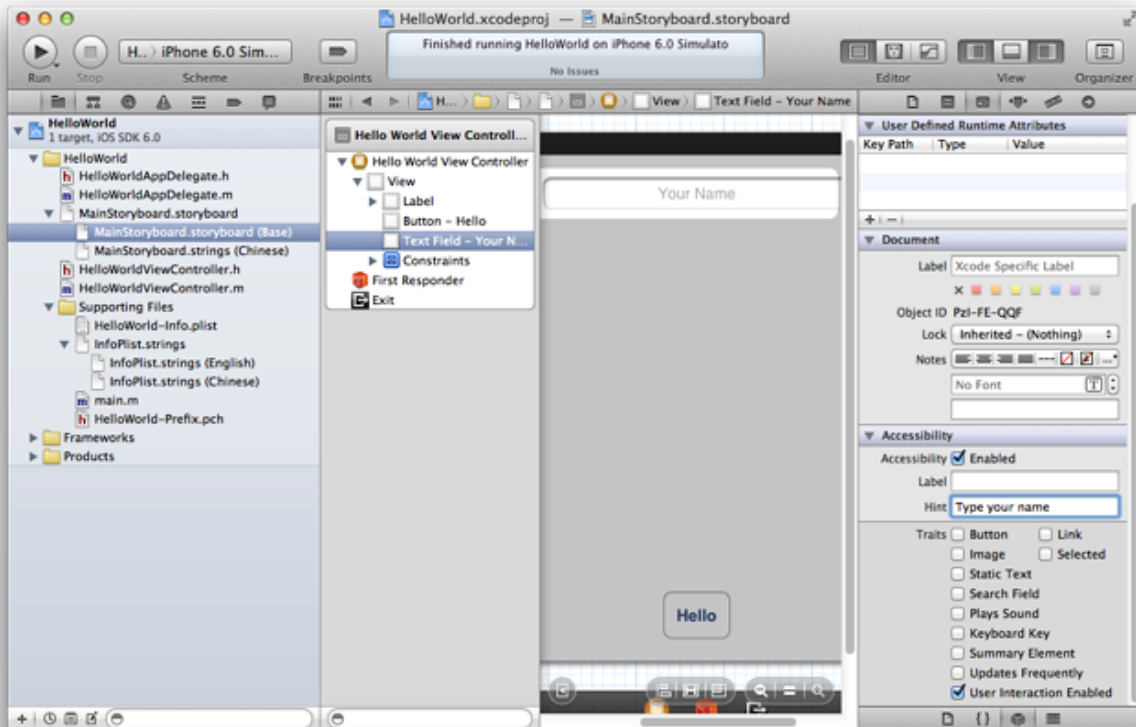 HelloWorld.xcodeproj — MainStoryboard.storyboard
H.. iPhone 6.0 Sim...
Finished running HelloWorld on iPhone 6.0 Simulato
No Issues
Run Stop Scheme Breakpoints Editor View Organizer
H... View Text Field – Your Name
HelloWorld
1 target, iOS SDK 6.0
HelloWorld
HelloWorldAppDelegate.h
HelloWorldAppDelegate.m
MainStoryboard.storyboard
MainStoryboard.storyboard (Base)
MainStoryboard.strings (Chinese)
HelloWorldViewController.h
HelloWorldViewController.m
Supporting Files
HelloWorld-Info.plist
InfoPlist.strings
InfoPlist.strings (English)
InfoPlist.strings (Chinese)
main.m
HelloWorld-Prefix.pch
Frameworks
Products
Hello World View Controll...
Hello World View Controller
View
Label
Button – Hello
Text Field – Your N...
Constraints
First Responder
Exit
Your Name
Hello
User Defined Runtime Attributes
Key Path Type Value
Document
Label Xcode Specific Label
Object ID PzI-FE-QQF
Lock Inherited – (Nothing)
Notes
No Font
Accessibility
Accessibility Enabled
Label
Hint Type your name
Traits Button Link
Image Selected
Static Text
Search Field
Plays Sound
Keyboard Key
Summary Element
Updates Frequently
User Interaction Enabled